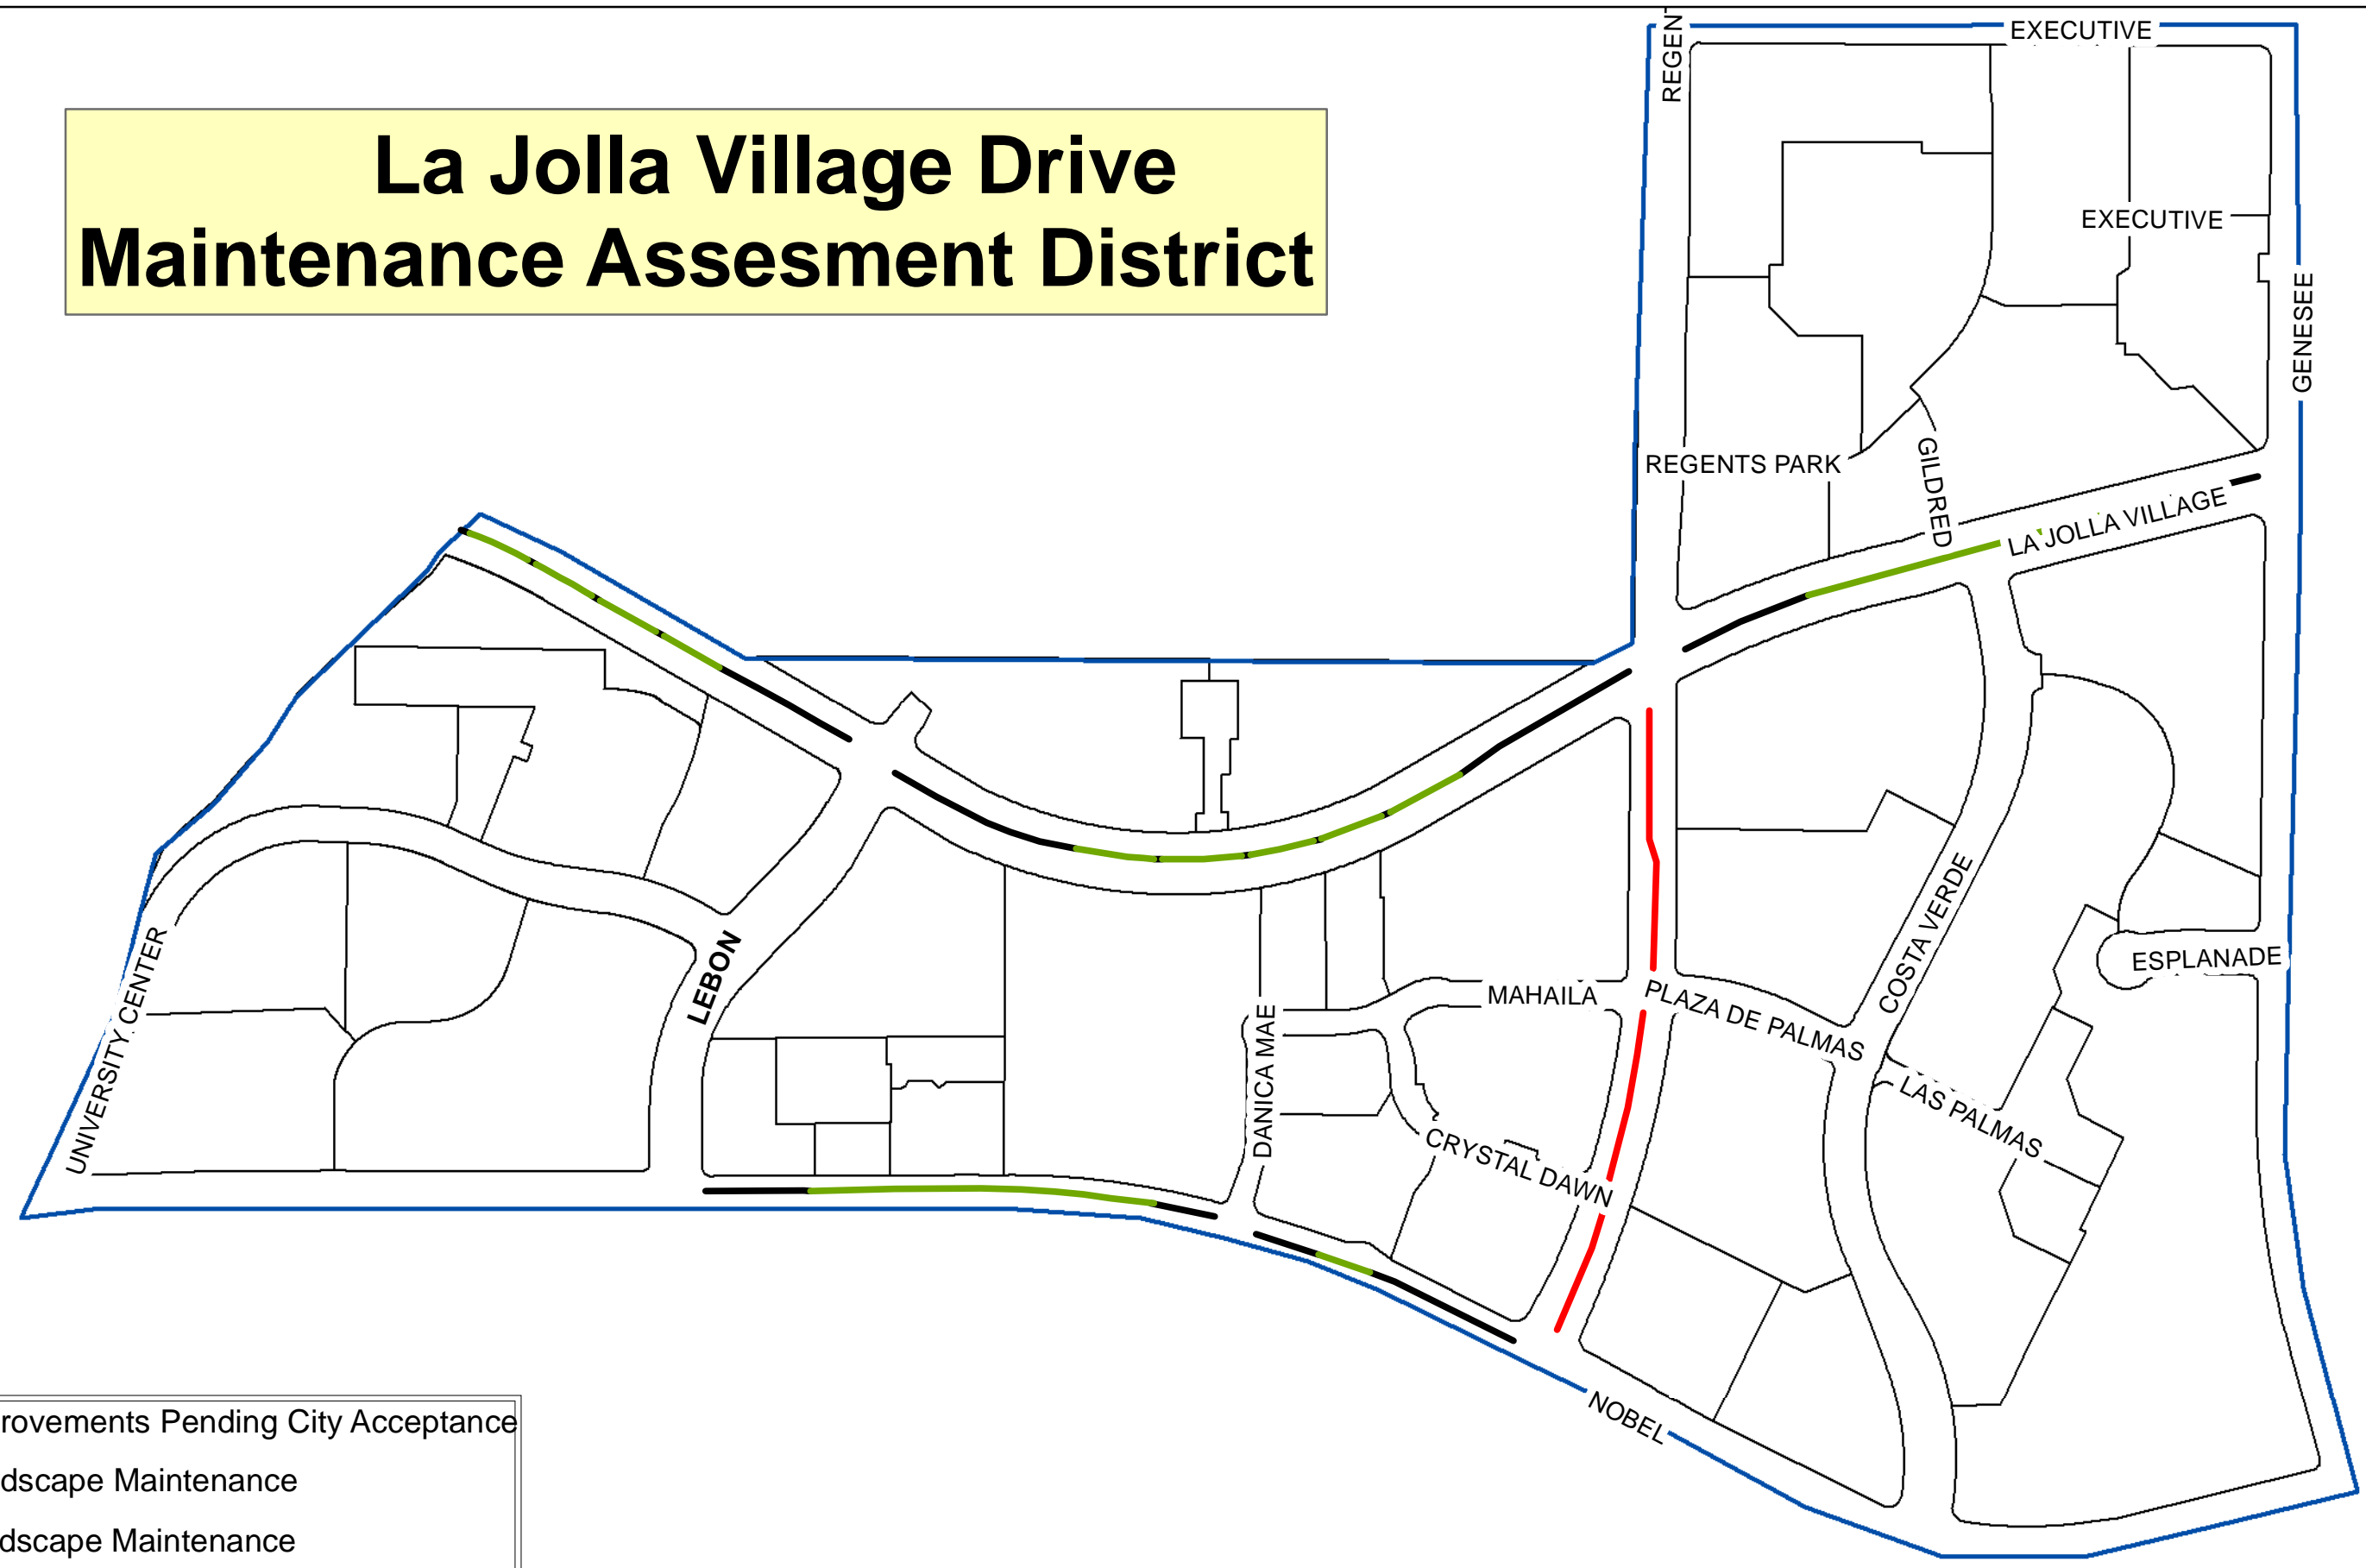 La Jolla Village Drive
Maintenance Assesment District
REGEN
EXECUTIVE
EXECUTIVE
GENESEE
REGENTS PARK
GILDRED
LA JOLLA VILLAGE
UNIVERSITY CENTER
LEBON
DANICA MAE
MAHAILA
PLAZA DE PALMAS
COSTA VERDE
ESPLANADE
LAS PALMAS
CRYSTAL DAWN
NOBEL
rovements Pending City Acceptance
dscape Maintenance
dscape Maintenance